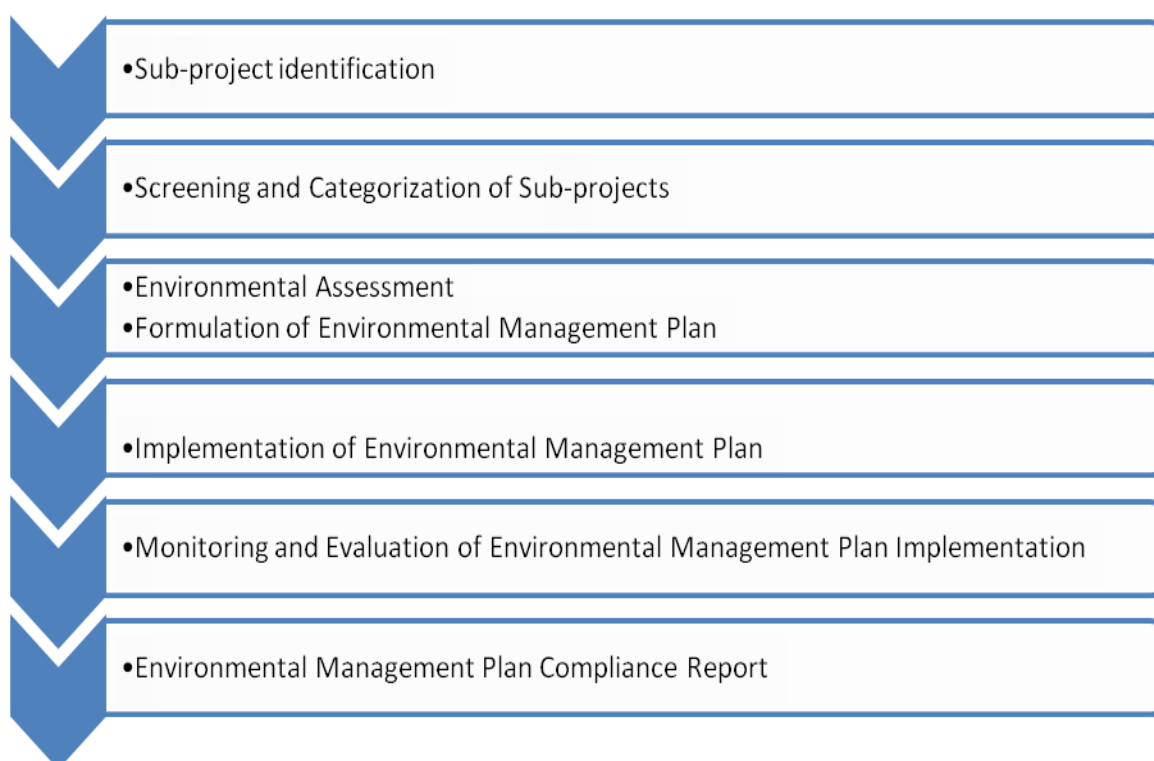 •Sub-project identification
•Screening and Categorization of Sub-projects
•Environmental Assessment
•Formulation of Environmental Management Plan
•Implementation of Environmental Management Plan
•Monitoring and Evaluation of Environmental Management Plan Implementation
•Environmental Management Plan Compliance Report